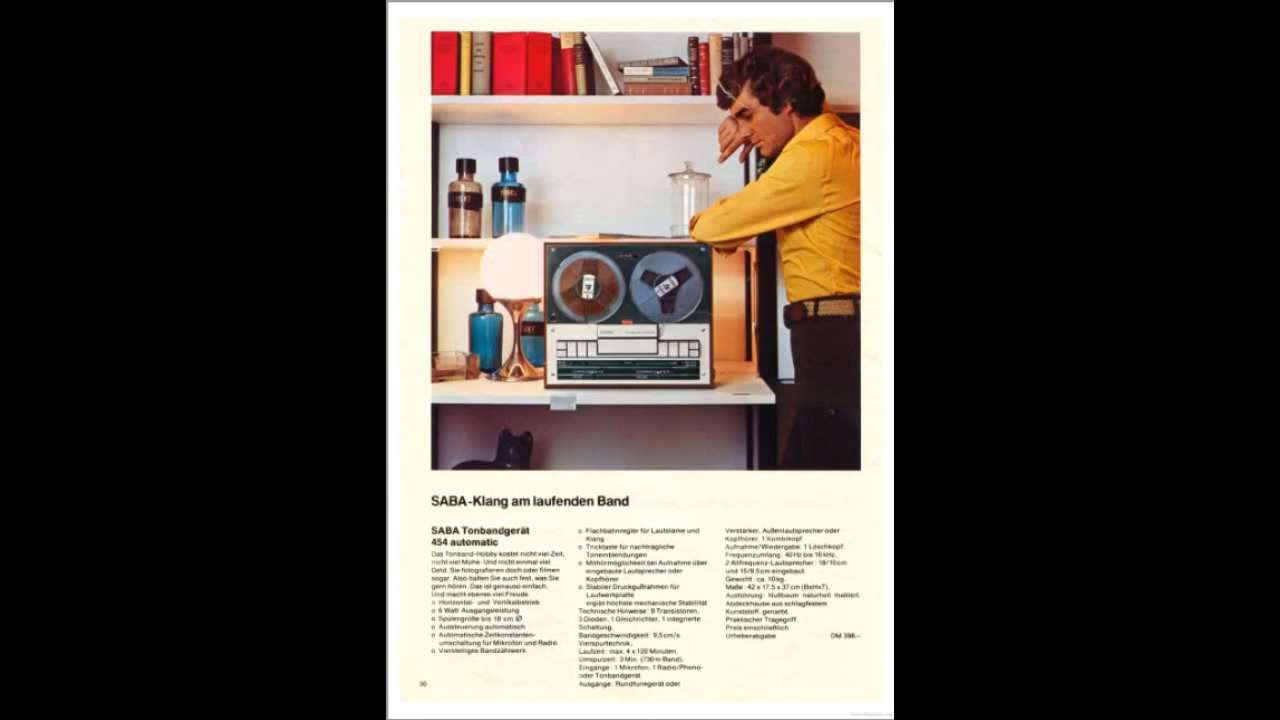 SABA-Klang am laufenden Band
SABA Tonbandgerät
454 automatic
Das Tonband-Hobby kostet nicht viel Zeit,
nicht viel Mühe. Und nicht einmal viel
Geld. Sie fotografieren doch oder filmen
sogar. Also halten Sie auch fest, was Sie
gern hören. Das ist genauso einfach.
Und macht ebenso viel Freude.
o Horizontal- und Vertikalbetrieb
o 6 Watt Ausgangsleistung
o Spulengröße bis 18 cm Ø
o Aussteuerung automatisch
o Automatische Zeitkonstanten-
umschaltung für Mikrofon und Radio
o Vierstelliges Bandzählwerk
o Flachbahnregler für Lautstärke und
Klang
o Tricktaste für nachträgliche
Toneinblendungen
o Mithörmöglichkeit bei Aufnahme über
eingebaute Lautsprecher oder
Kopfhörer
o Stabiler Druckgußrahmen für
Laufwerkplatte
ergibt höchste mechanische Stabilität
Technische Hinweise: 9 Transistoren,
3 Dioden, 1 Gleichrichter, 1 integrierte
Schaltung.
Bandgeschwindigkeit: 9,5 cm/s
Vierspurtechnik.
Laufzeit: max. 4 x 120 Minuten.
Umspulzeit: 3 Min. (730 m Band).
Eingänge: 1 Mikrofon, 1 Radio/Phono-
oder Tonbandgerät
Ausgänge: Rundfunkgerät oder
Verstärker, Außenlautsprecher oder
Kopfhörer. 1 Kombikopf
Aufnahme/Wiedergabe, 1 Löschkopf.
Frequenzumfang: 40 Hz bis 16 kHz.
2 Allfrequenz-Lautsprecher: 18/10 cm
und 15/9,5 cm eingebaut.
Gewicht: ca. 10 kg.
Maße: 42 x 17.5 x 37 cm (BxHxT).
Ausführung: Nußbaum naturhell mattiert.
Abdeckhaube aus schlagfestem
Kunststoff, genarbt.
Praktischer Tragegriff.
Preis einschließlich
Urheberabgabe DM 398,–
30